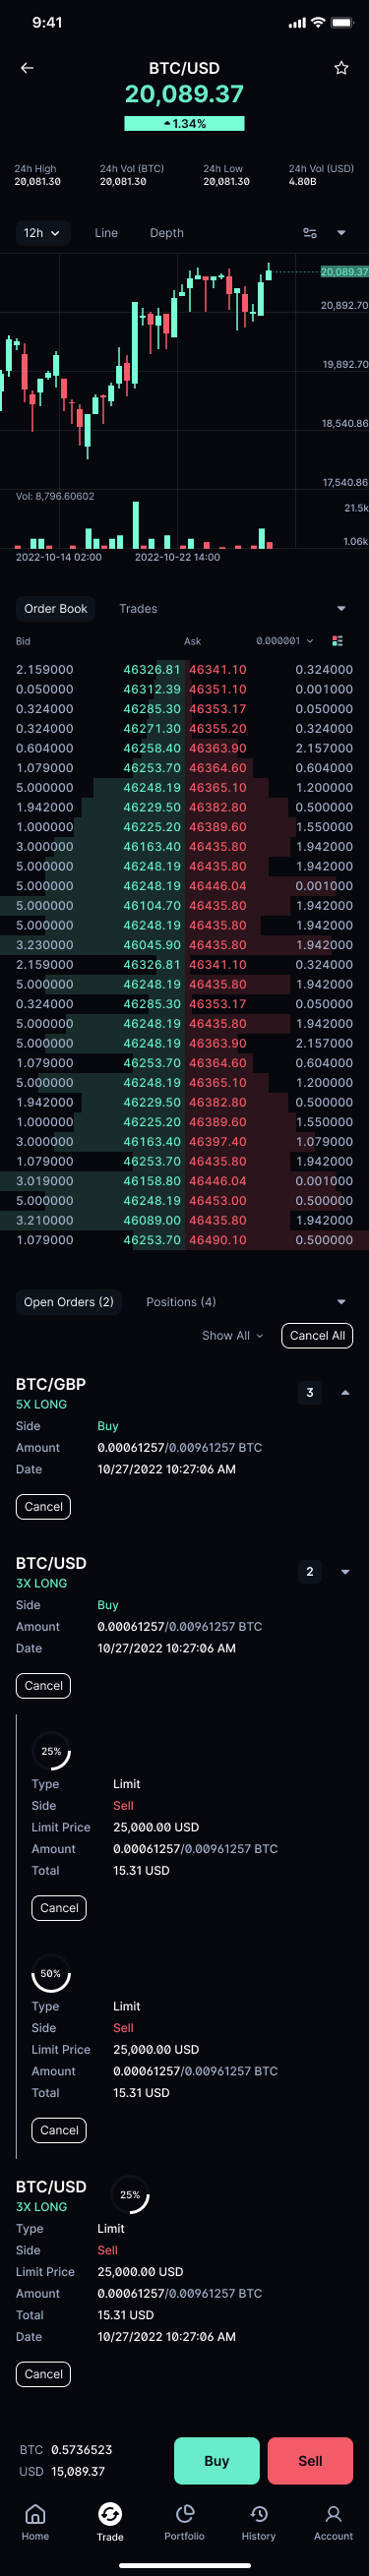 9:41
BTC/USD
20,089.37
1.34%
24h High 24h Vol (BTC) 24h Low 24h Vol (USD)
20,081.30 20,081.30 20,081.30 4.80B
12h Line Depth
20,089.37
20,892.70
19,892.70
18,540.86
17,540.86
Vol: 8,796.60602
21.5k
1.06k
2022-10-14 02:00 2022-10-22 14:00
Order Book Trades
Bid Ask 0.000001
2.159000 46326.81 46341.10 0.324000
0.050000 46312.39 46351.10 0.001000
0.324000 46285.30 46353.17 0.050000
0.324000 46271.30 46355.20 0.324000
0.604000 46258.40 46363.90 2.157000
1.079000 46253.70 46364.60 0.604000
5.000000 46248.19 46365.10 1.200000
1.942000 46229.50 46382.80 0.500000
1.000000 46225.20 46389.60 1.550000
3.000000 46163.40 46435.80 1.942000
5.000000 46248.19 46435.80 1.942000
5.000000 46248.19 46446.04 0.001000
5.000000 46104.70 46435.80 1.942000
5.000000 46248.19 46435.80 1.942000
3.230000 46045.90 46435.80 1.942000
2.159000 46326.81 46341.10 0.324000
5.000000 46248.19 46435.80 1.942000
0.324000 46285.30 46353.17 0.050000
5.000000 46248.19 46435.80 1.942000
5.000000 46248.19 46363.90 2.157000
1.079000 46253.70 46364.60 0.604000
5.000000 46248.19 46365.10 1.200000
1.942000 46229.50 46382.80 0.500000
1.000000 46225.20 46389.60 1.550000
3.000000 46163.40 46397.40 1.079000
1.079000 46253.70 46435.80 1.942000
3.019000 46158.80 46446.04 0.001000
5.000000 46248.19 46453.00 0.500000
3.210000 46089.00 46435.80 1.942000
1.079000 46253.70 46490.10 0.500000
Open Orders (2) Positions (4)
Show All Cancel All
BTC/GBP 3
5X LONG
Side Buy
Amount 0.00061257/0.00961257 BTC
Date 10/27/2022 10:27:06 AM
Cancel
BTC/USD 2
3X LONG
Side Buy
Amount 0.00061257/0.00961257 BTC
Date 10/27/2022 10:27:06 AM
Cancel
25%
Type Limit
Side Sell
Limit Price 25,000.00 USD
Amount 0.00061257/0.00961257 BTC
Total 15.31 USD
Cancel
50%
Type Limit
Side Sell
Limit Price 25,000.00 USD
Amount 0.00061257/0.00961257 BTC
Total 15.31 USD
Cancel
BTC/USD 25%
3X LONG
Type Limit
Side Sell
Limit Price 25,000.00 USD
Amount 0.00061257/0.00961257 BTC
Total 15.31 USD
Date 10/27/2022 10:27:06 AM
Cancel
BTC 0.5736523
USD 15,089.37
Buy Sell
Home Trade Portfolio History Account